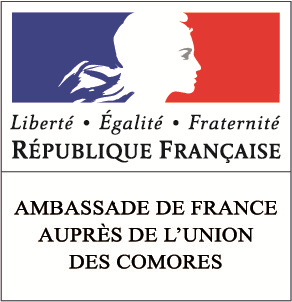 Liberté • Égalité • Fraternité
RÉPUBLIQUE FRANÇAISE
AMBASSADE DE FRANCE
AUPRÈS DE L'UNION
DES COMORES